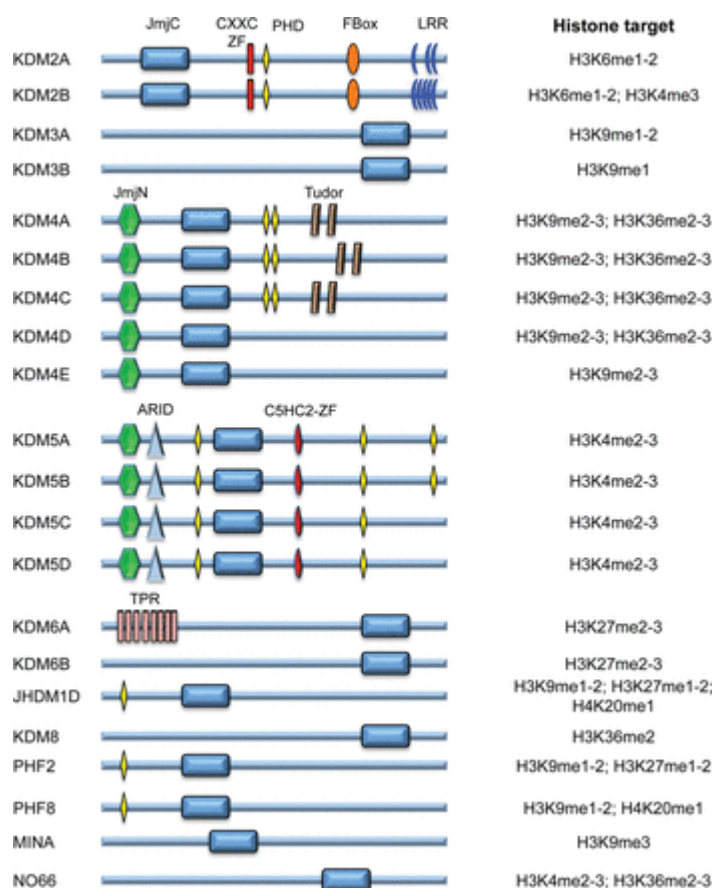 JmjC CXXC ZF PHD FBox LRR Histone target
KDM2A H3K6me1-2
KDM2B H3K6me1-2; H3K4me3
KDM3A H3K9me1-2
KDM3B H3K9me1
JmjN Tudor
KDM4A H3K9me2-3; H3K36me2-3
KDM4B H3K9me2-3; H3K36me2-3
KDM4C H3K9me2-3; H3K36me2-3
KDM4D H3K9me2-3; H3K36me2-3
KDM4E H3K9me2-3
ARID C5HC2-ZF
KDM5A H3K4me2-3
KDM5B H3K4me2-3
KDM5C H3K4me2-3
KDM5D H3K4me2-3
TPR
KDM6A H3K27me2-3
KDM6B H3K27me2-3
JHDM1D H3K9me1-2; H3K27me1-2;
H4K20me1
KDM8 H3K36me2
PHF2 H3K9me1-2; H3K27me1-2
PHF8 H3K9me1-2; H4K20me1
MINA H3K9me3
NO66 H3K4me2-3; H3K36me2-3